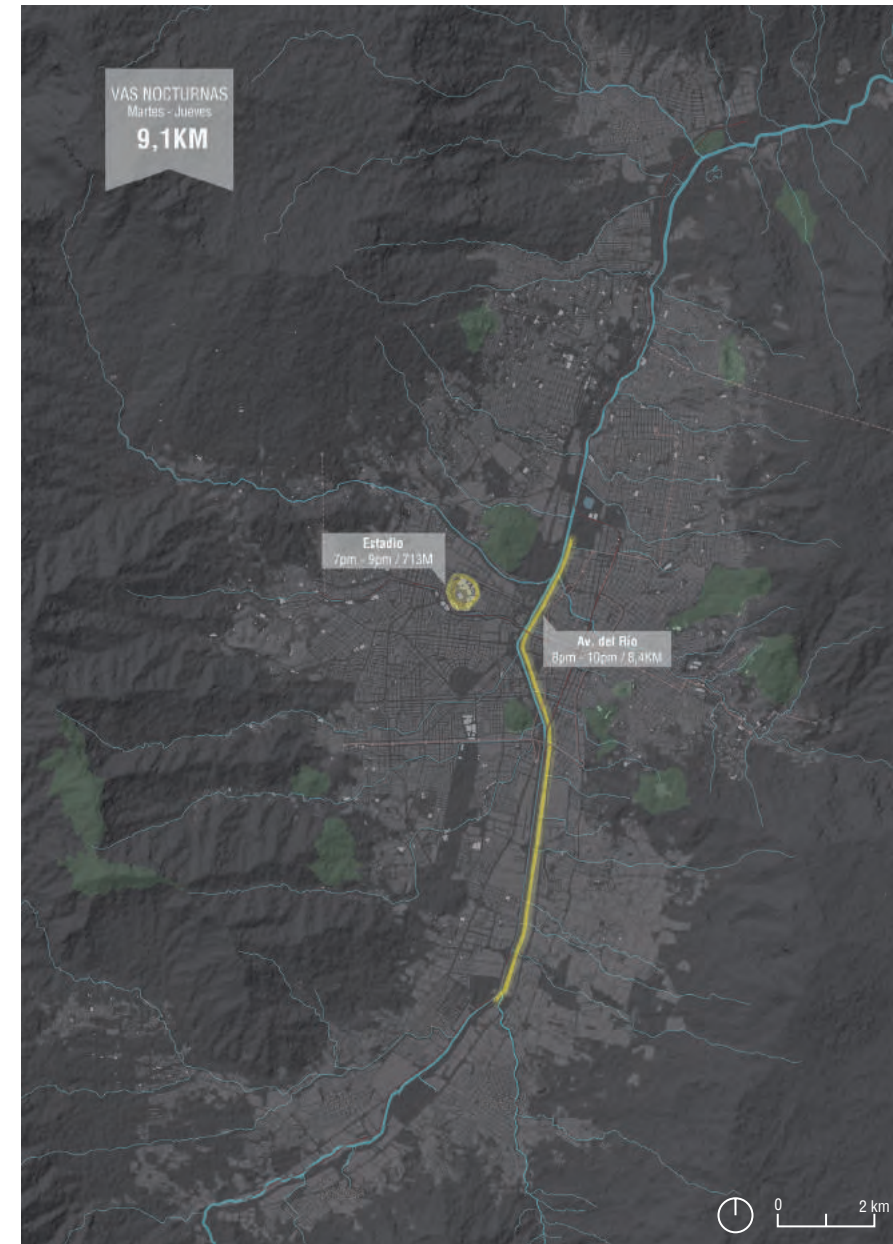 VAS NOCTURNAS
Martes - Jueves
9,1KM
Estadio
7pm - 9pm / 713M
Av. del Río
8pm - 10pm / 8,4KM
0
2 km